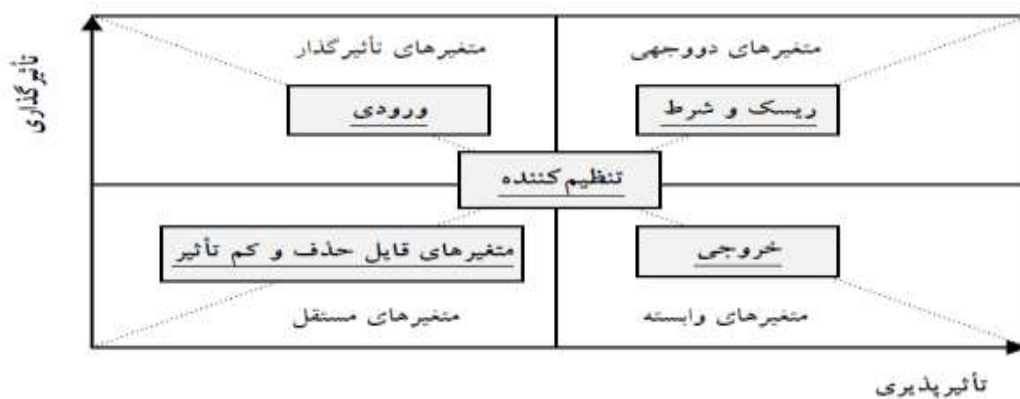 متغیرهای دووجهی
متغیرهای تأثیرگذار
تأثیرگذاری
ریسک و شرط
ورودی
تنظیم‌کننده
خروجی
متغیرهای قایل حذف و کم تأثیر
متغیرهای وابسته
متغیرهای مستقل
تأثیرپذیری